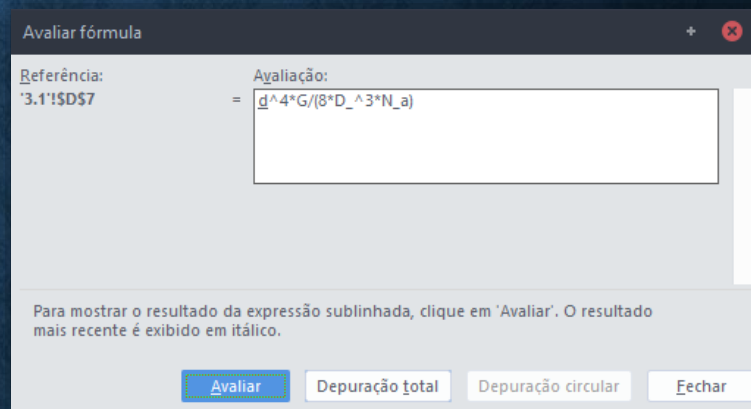 Avaliar fórmula
Referência:
Avaliação:
'3.1'!$D$7
=
d^4*G/(8*D_^3*N_a)
Para mostrar o resultado da expressão sublinhada, clique em 'Avaliar'. O resultado
mais recente é exibido em itálico.
Avaliar
Depuração total
Depuração circular
Fechar